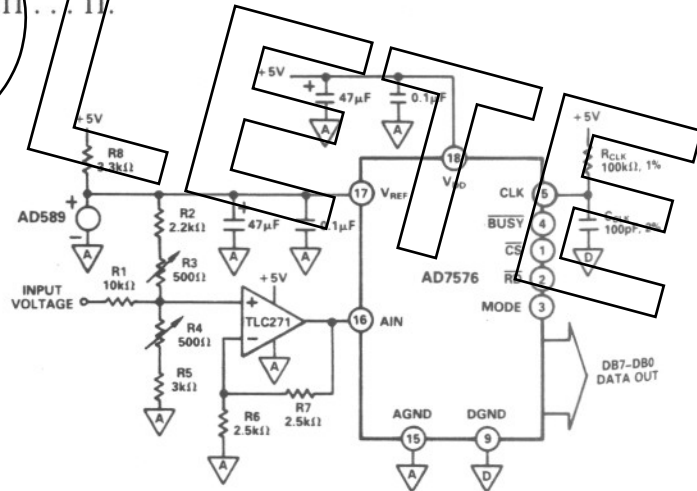 +5V
47µF
0.1µF
A
A
+5V
R8
3.3kΩ
18
VDD
+5V
RCLK
100kΩ, 1%
17
VREF
CLK
5
CCLK
100pF, 2%
D
AD589
+
−
A
R2
2.2kΩ
+
47µF
A
0.1µF
A
BUSY
4
CS
1
RD
2
MODE
3
AD7576
R3
500Ω
INPUT
VOLTAGE
R1
10kΩ
+5V
+
−
TLC271
A
16
AIN
R4
500Ω
R5
3kΩ
A
R6
2.5kΩ
A
R7
2.5kΩ
DB7–DB0
DATA OUT
AGND
15
A
DGND
9
D
LETE